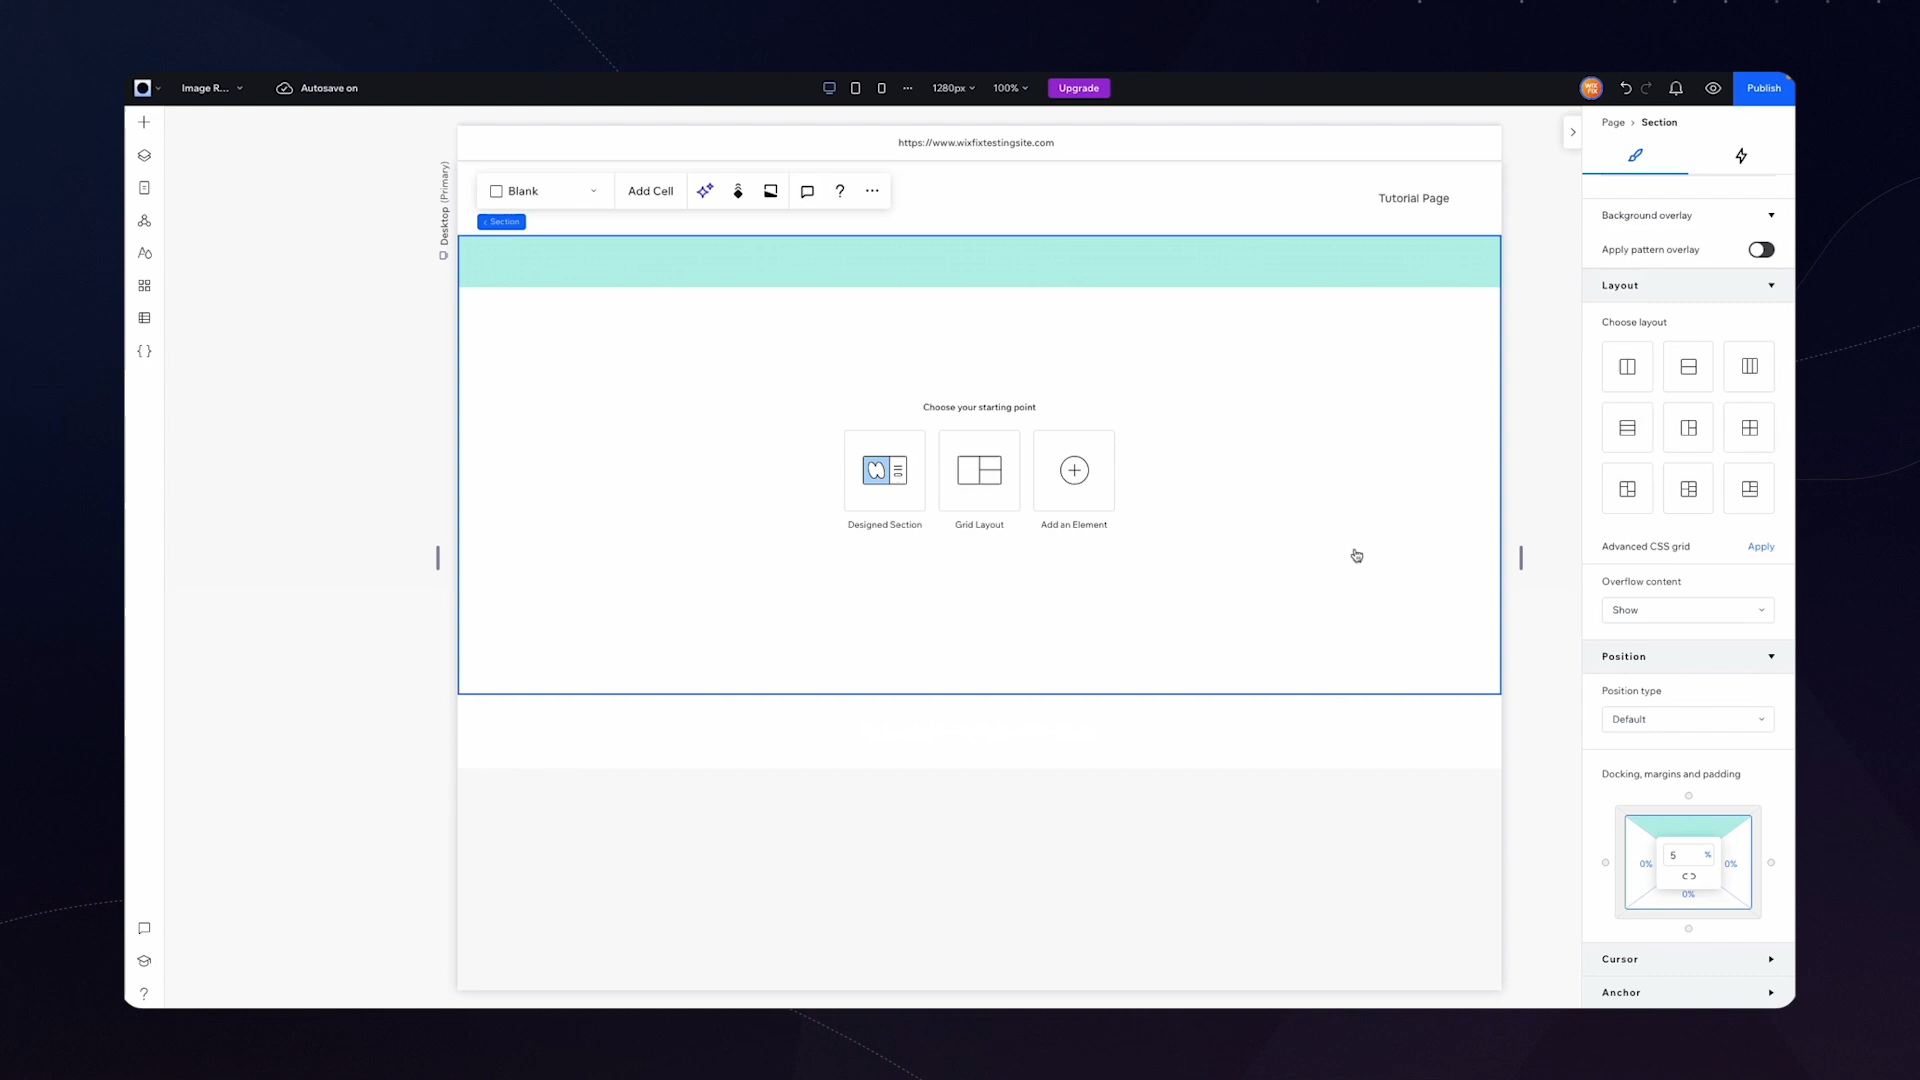 Image R...
Autosave on
1280px
100%
Upgrade
WIX
FIX
Publish
https://www.wixfixtestingsite.com
Desktop (Primary)
Blank
Add Cell
?
Tutorial Page
< Section
Choose your starting point
Designed Section
Grid Layout
Add an Element
Page > Section
Background overlay
Apply pattern overlay
Layout
Choose layout
Advanced CSS grid
Apply
Overflow content
Show
Position
Position type
Default
Docking, margins and padding
5 %
0%
0%
0%
Cursor
Anchor
{ }
?